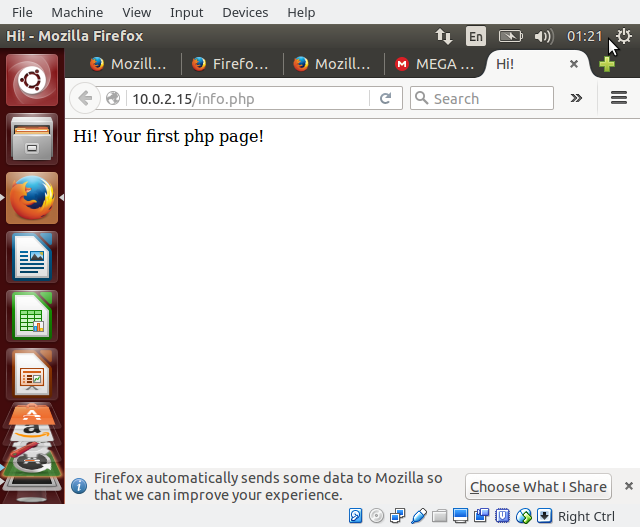 File Machine View Input Devices Help
Hi! - Mozilla Firefox En 01:21
Mozill... Firefo... Mozill... MEGA ... Hi!
10.0.2.15/info.php Search
Hi! Your first php page!
Firefox automatically sends some data to Mozilla so
that we can improve your experience.
Choose What I Share
Right Ctrl